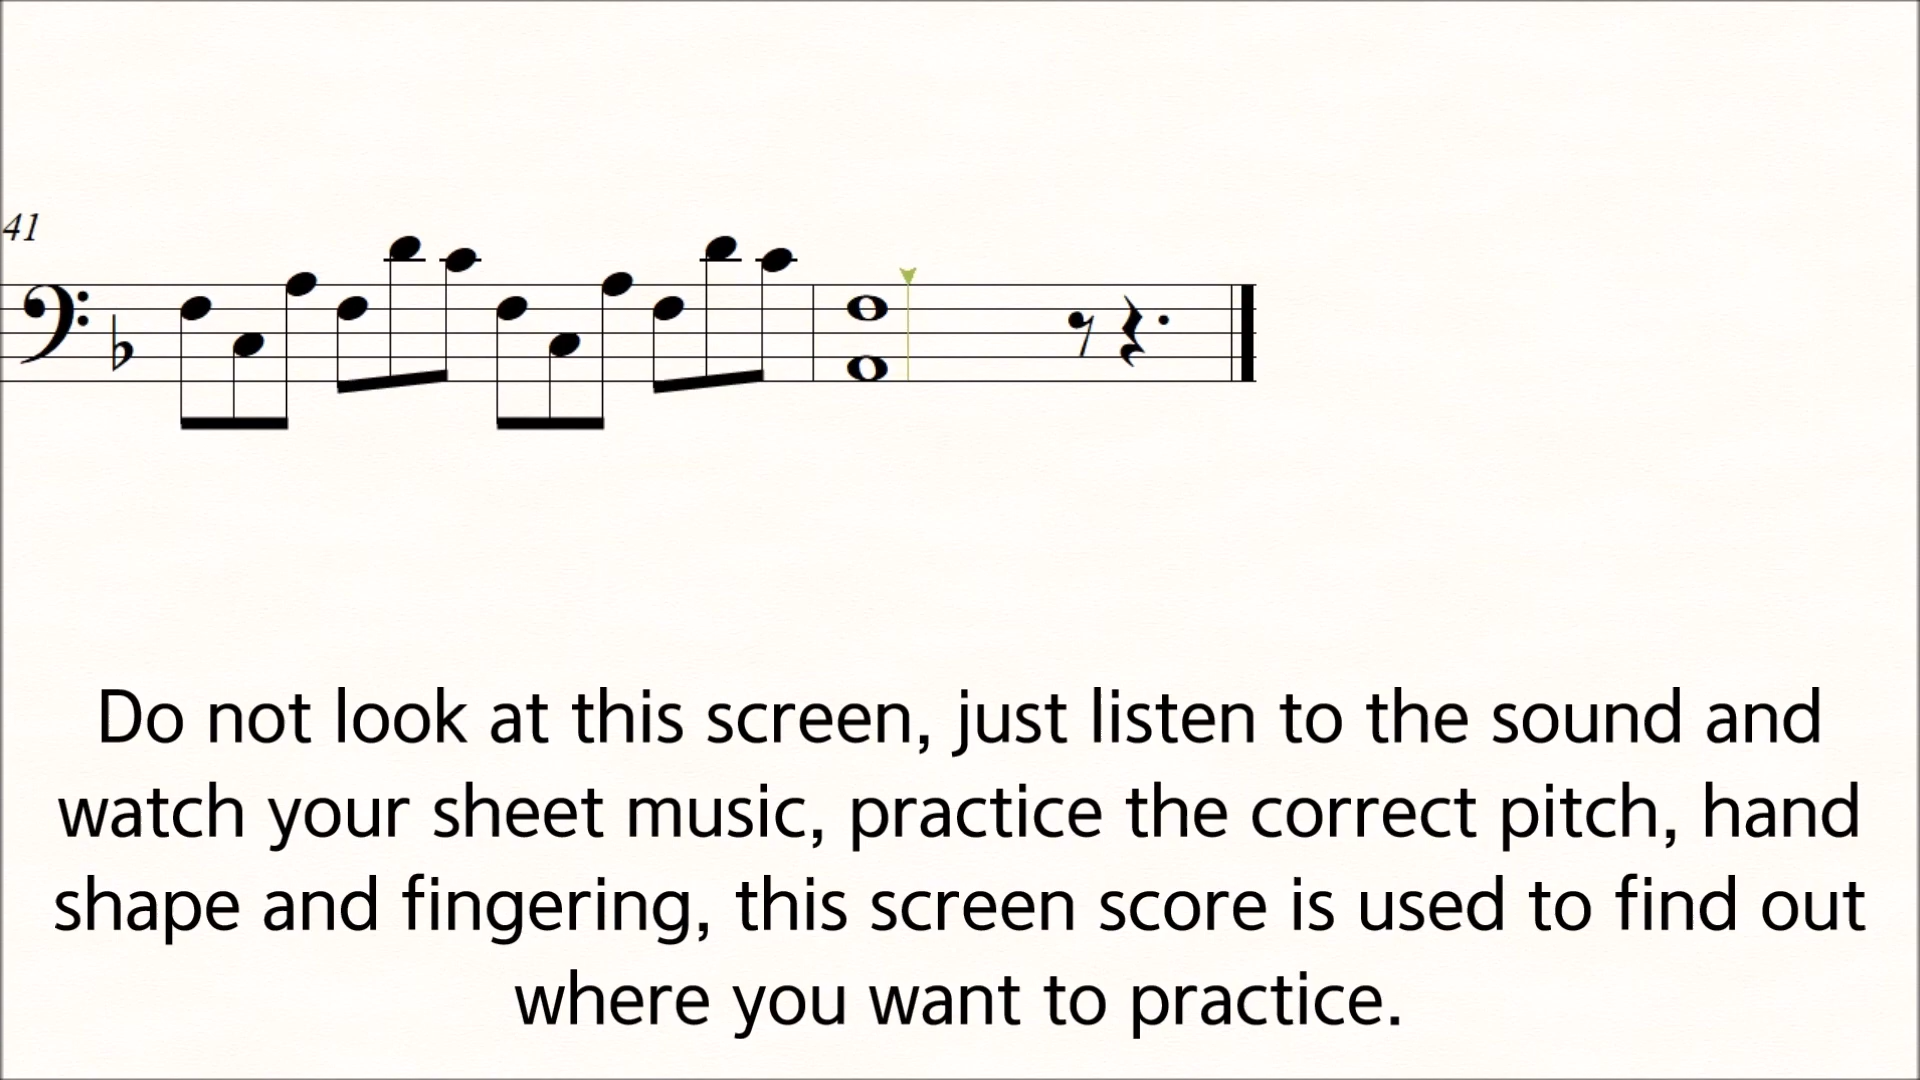 41
Do not look at this screen, just listen to the sound and
watch your sheet music, practice the correct pitch, hand
shape and fingering, this screen score is used to find out
where you want to practice.